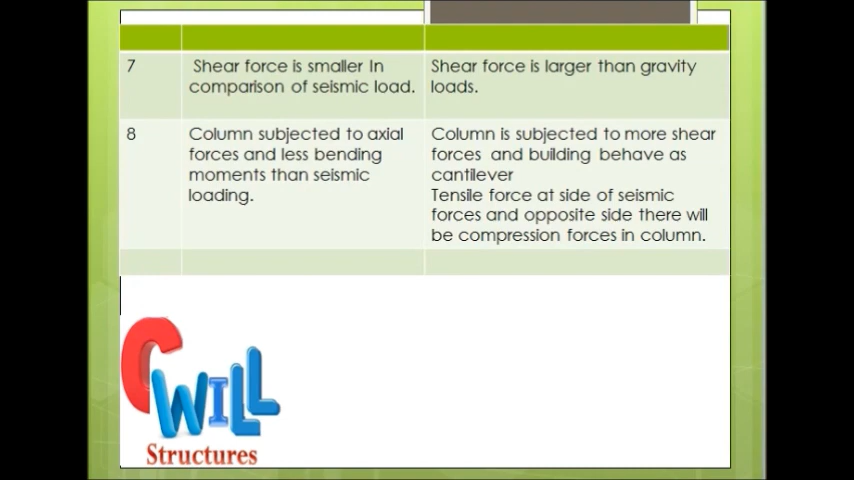 7
Shear force is smaller In
comparison of seismic load.
Shear force is larger than gravity
loads.
8
Column subjected to axial
forces and less bending
moments than seismic
loading.
Column is subjected to more shear
forces and building behave as
cantilever
Tensile force at side of seismic
forces and opposite side there will
be compression forces in column.
CWILL
Structures